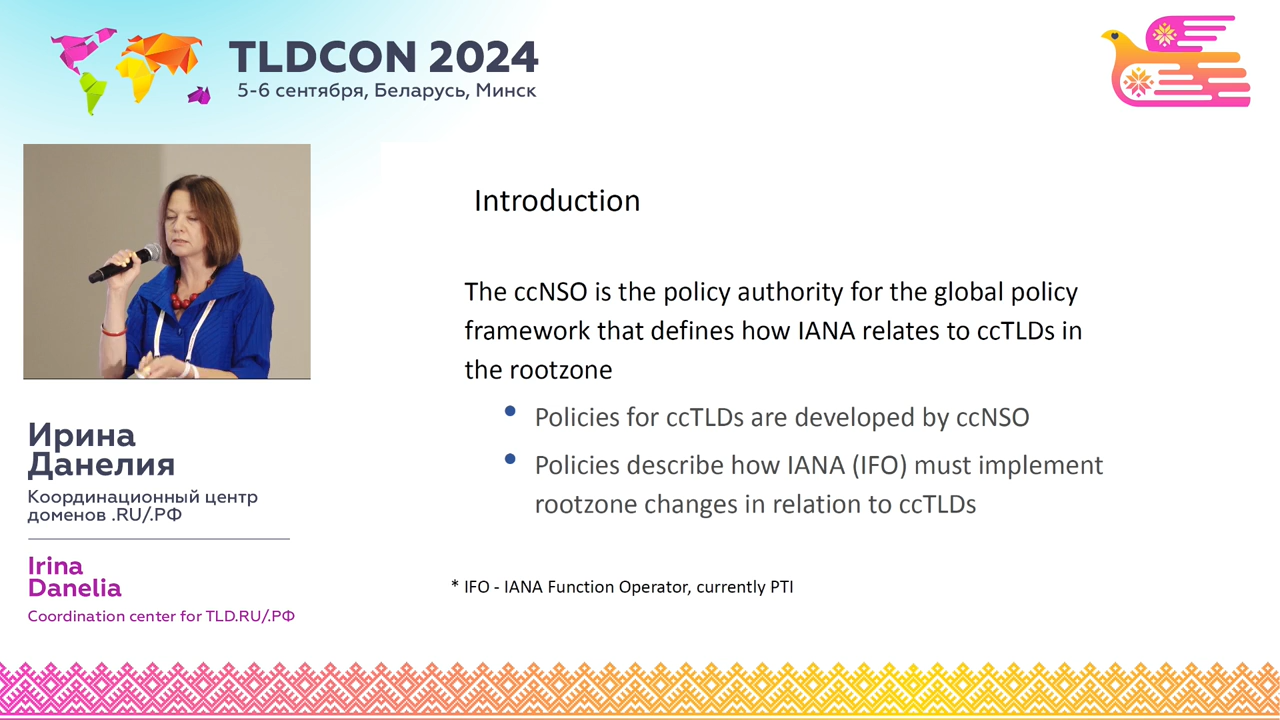 TLDCON 2024
5-6 сентября, Беларусь, Минск
Introduction
The ccNSO is the policy authority for the global policy
framework that defines how IANA relates to ccTLDs in
the rootzone
• Policies for ccTLDs are developed by ccNSO
• Policies describe how IANA (IFO) must implement
rootzone changes in relation to ccTLDs
* IFO - IANA Function Operator, currently PTI
Ирина
Данелия
Координационный центр
доменов .RU/.РФ
Irina
Danelia
Coordination center for TLD.RU/.РФ